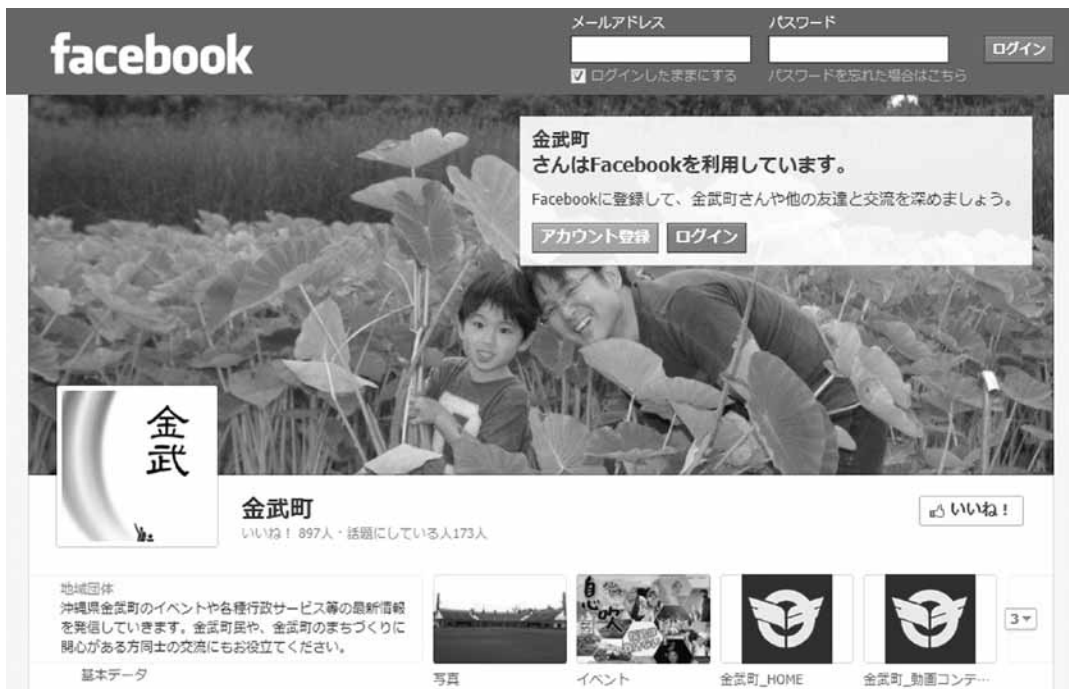 facebook
メールアドレス
パスワード
ログイン
ログインしたままにする
パスワードを忘れた場合はこちら
金武町
さんはFacebookを利用しています。
Facebookに登録して、金武町さんや他の友達と交流を深めましょう。
アカウント登録
ログイン
金武
金武町
いいね！ 897人・話題にしている人173人
いいね！
地域団体
沖縄県金武町のイベントや各種行政サービス等の最新情報
を発信していきます。金武町民や、金武町のまちづくりに
関心がある方同士の交流にもお役立てください。
基本データ
写真
イベント
金武町_HOME
金武町_動画コンテ…
3